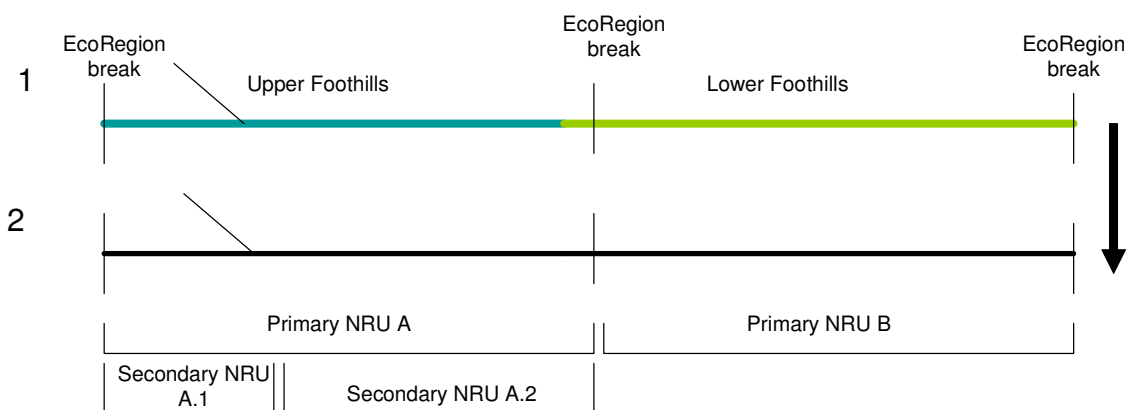 EcoRegion
break
EcoRegion
break
EcoRegion
break
1
Upper Foothills
Lower Foothills
2
Primary NRU A
Primary NRU B
Secondary NRU
A.1
Secondary NRU A.2